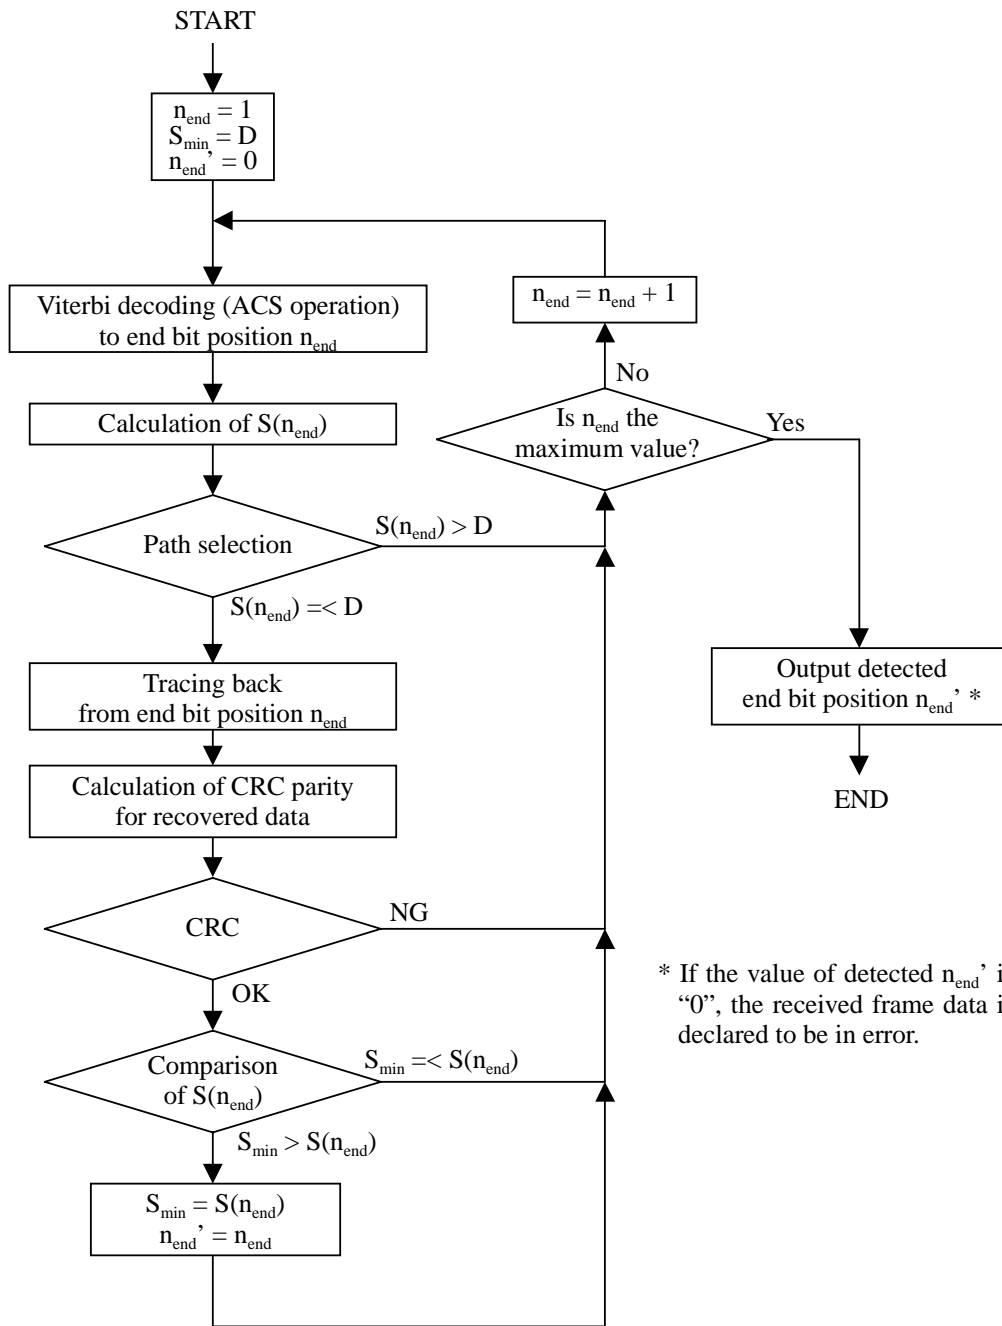 START
n_end = 1
S_min = D
n_end’ = 0
Viterbi decoding (ACS operation)
to end bit position n_end
n_end = n_end + 1
Calculation of S(n_end)
No
Is n_end the
maximum value?
Yes
Path selection
S(n_end) > D
S(n_end) =< D
Tracing back
from end bit position n_end
Output detected
end bit position n_end’ *
Calculation of CRC parity
for recovered data
END
CRC
NG
OK
* If the value of detected n_end’ i
“0”, the received frame data i
declared to be in error.
Comparison
of S(n_end)
S_min =< S(n_end)
S_min > S(n_end)
S_min = S(n_end)
n_end’ = n_end